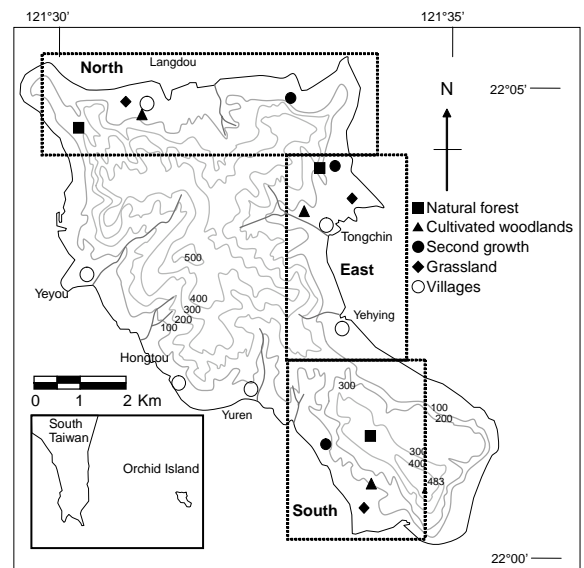 121°30’
121°35’
North
Langdou
22°05’
N
Natural forest
Cultivated woodlands
Second growth
Grassland
Villages
Tongchin
East
Yeyou
500
400
300
200
100
Yehying
Hongtou
Yuren
0 1 2 Km
300
100
200
300
400
483
South
Taiwan
Orchid Island
South
22°00’